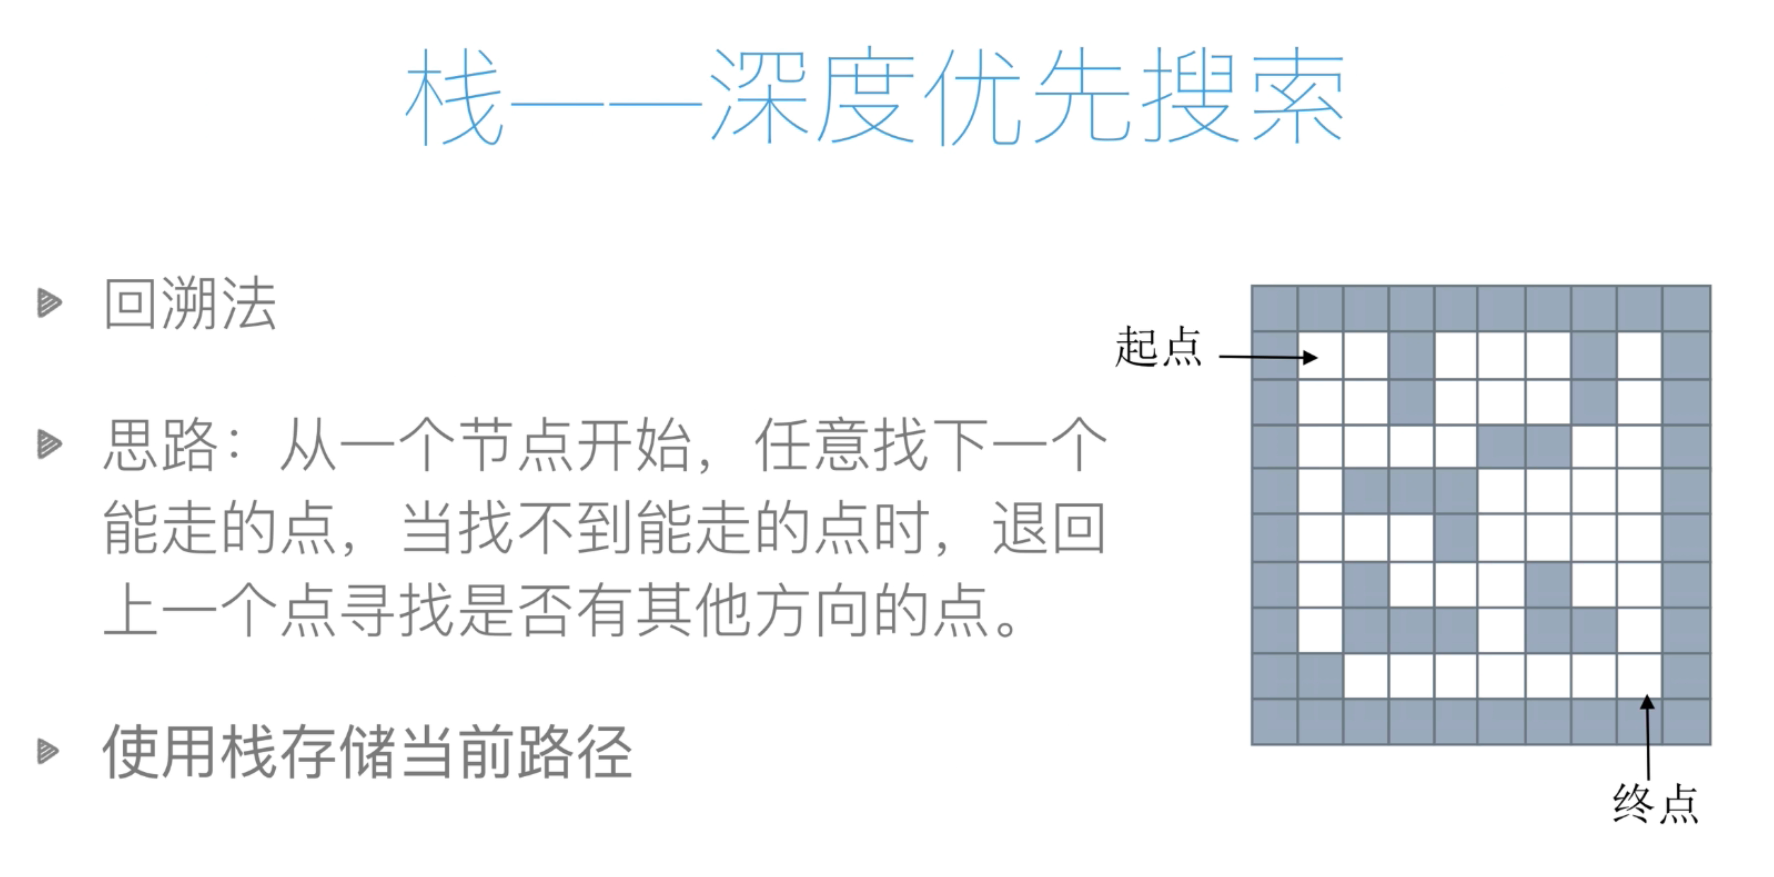 栈——深度优先搜索
回溯法
起点
思路：从一个节点开始，任意找下一个
能走的点，当找不到能走的点时，退回
上一个点寻找是否有其他方向的点。
使用栈存储当前路径
终点